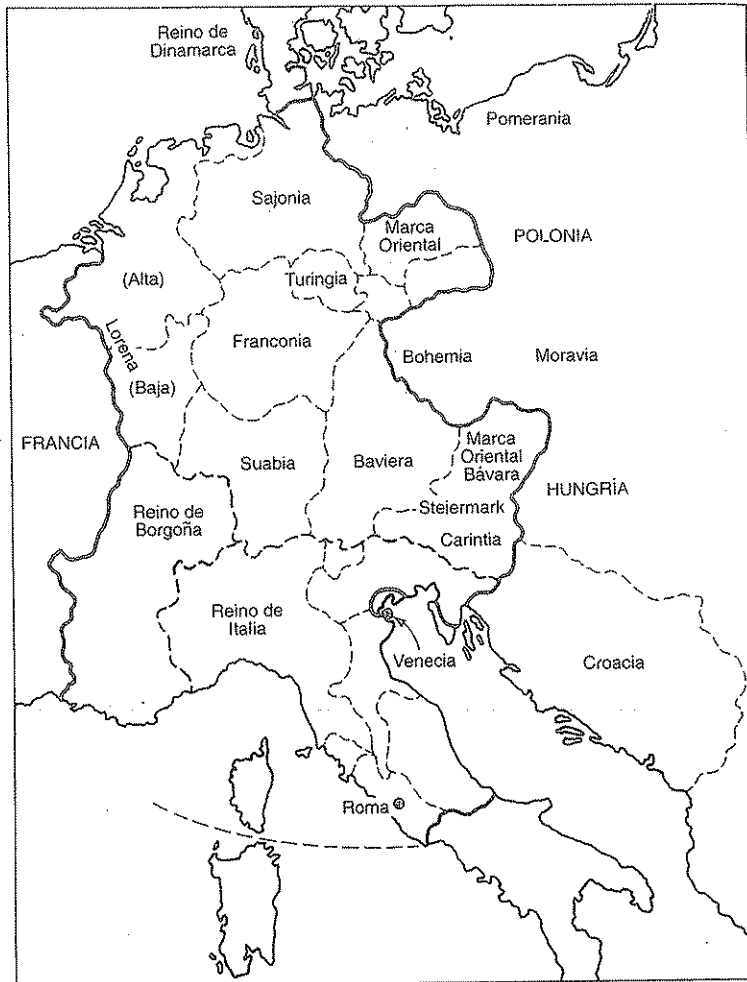 Reino de
Dinamarca
Pomerania
Sajonia
Marca
Oriental
POLONIA
(Alta)
Turingia
Lorena
Franconia
Bohemia
Moravia
(Baja)
FRANCIA
Suabia
Baviera
Marca
Oriental
Bávara
HUNGRÍA
Reino de
Borgoña
Steiermark
Carintia
Reino de
Italia
Venecia
Croacia
Roma